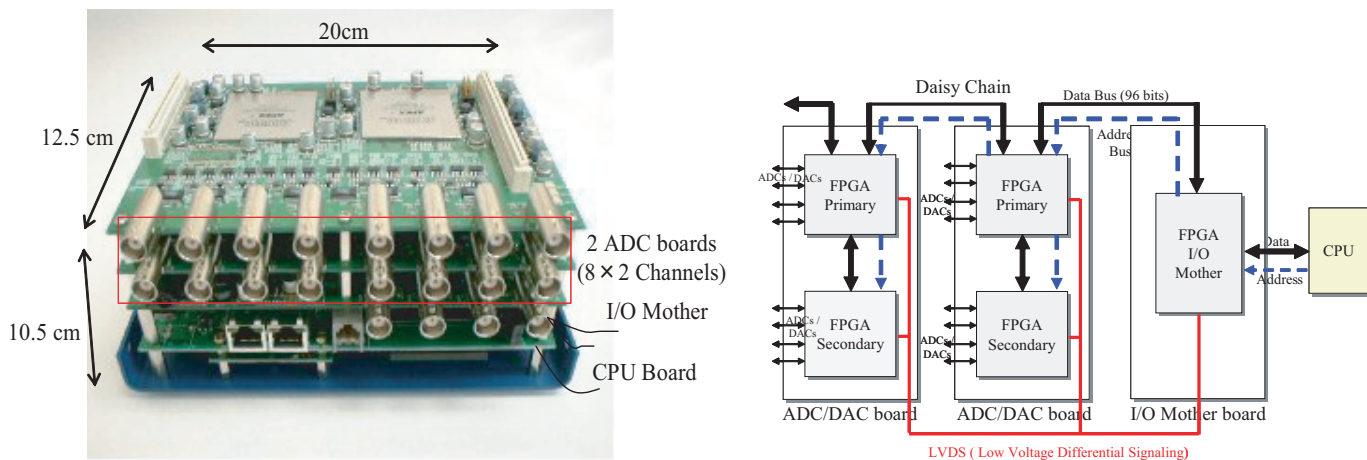 20cm
12.5 cm
10.5 cm
2 ADC boards
(8×2 Channels)
I/O Mother
CPU Board
Daisy Chain
Data Bus (96 bits)
Bus
ADCs / DACs
FPGA
Primary
ADCs /
DACs
FPGA
Primary
FPGA
I/O
Mother
Data
Address
CPU
ADCs /
DACs
FPGA
Secondary
ADCs /
DACs
FPGA
Secondary
ADC/DAC board
ADC/DAC board
I/O Mother board
LVDS ( Low Voltage Differential Signaling)